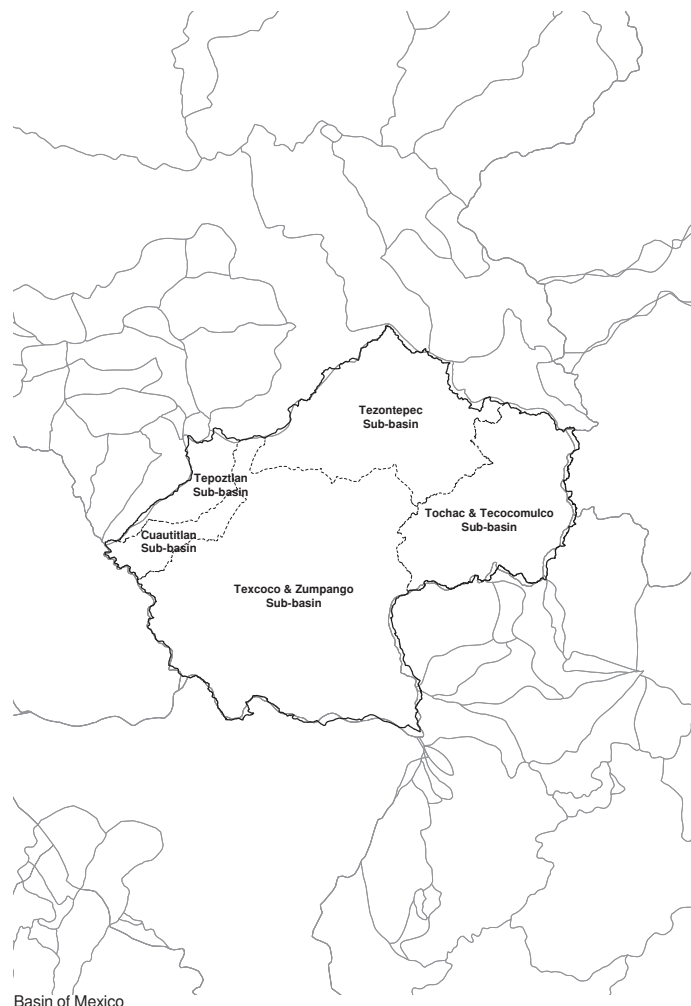 Tezontepec
Sub-basin
Tepoztlan
Sub-basin
Tochac & Tecocomulco
Sub-basin
Cuautitlan
Sub-basin
Texcoco & Zumpango
Sub-basin
Basin of Mexico